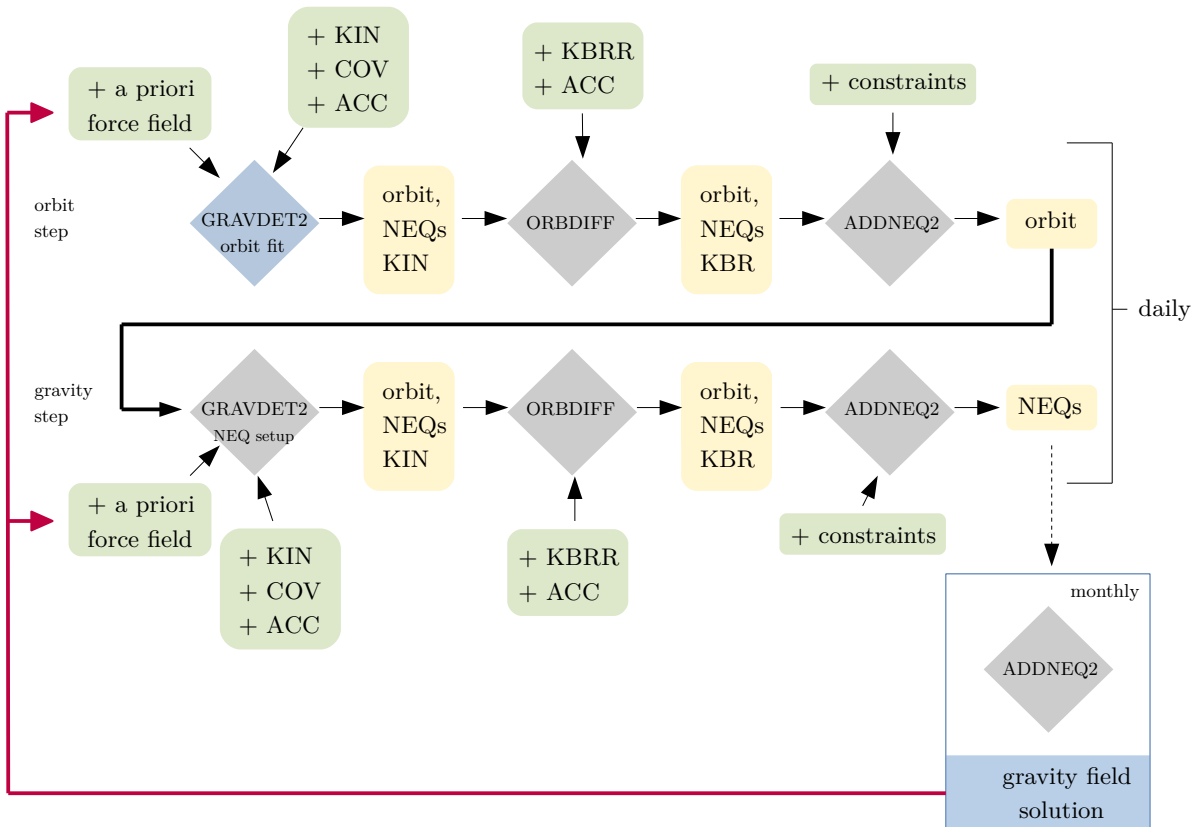 + KIN
+ COV
+ ACC
+ KBRR
+ ACC
+ a priori
force field
+ constraints
orbit
step
GRAVDET2
orbit fit
orbit,
NEQs
KIN
ORBDIFF
orbit,
NEQs
KBR
ADDNEQ2
orbit
daily
gravity
step
GRAVDET2
NEQ setup
orbit,
NEQs
KIN
ORBDIFF
orbit,
NEQs
KBR
ADDNEQ2
NEQs
+ a priori
force field
+ KIN
+ COV
+ ACC
+ KBRR
+ ACC
+ constraints
monthly
ADDNEQ2
gravity field
solution